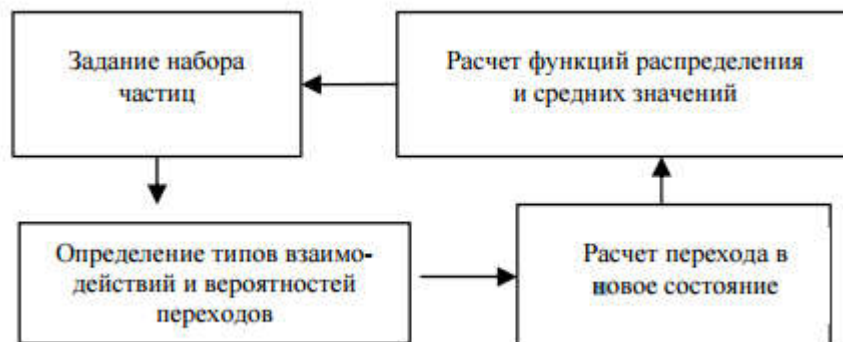 Задание набора
частиц
Расчет функций распределения
и средних значений
Определение типов взаимо-
действий и вероятностей
переходов
Расчет перехода в
новое состояние